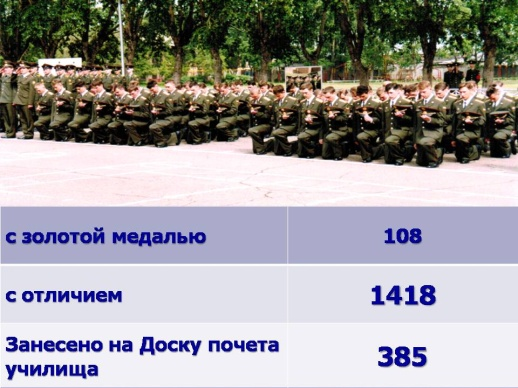 с золотой медалью 108
с отличием 1418
Занесено на Доску почета 385
училища